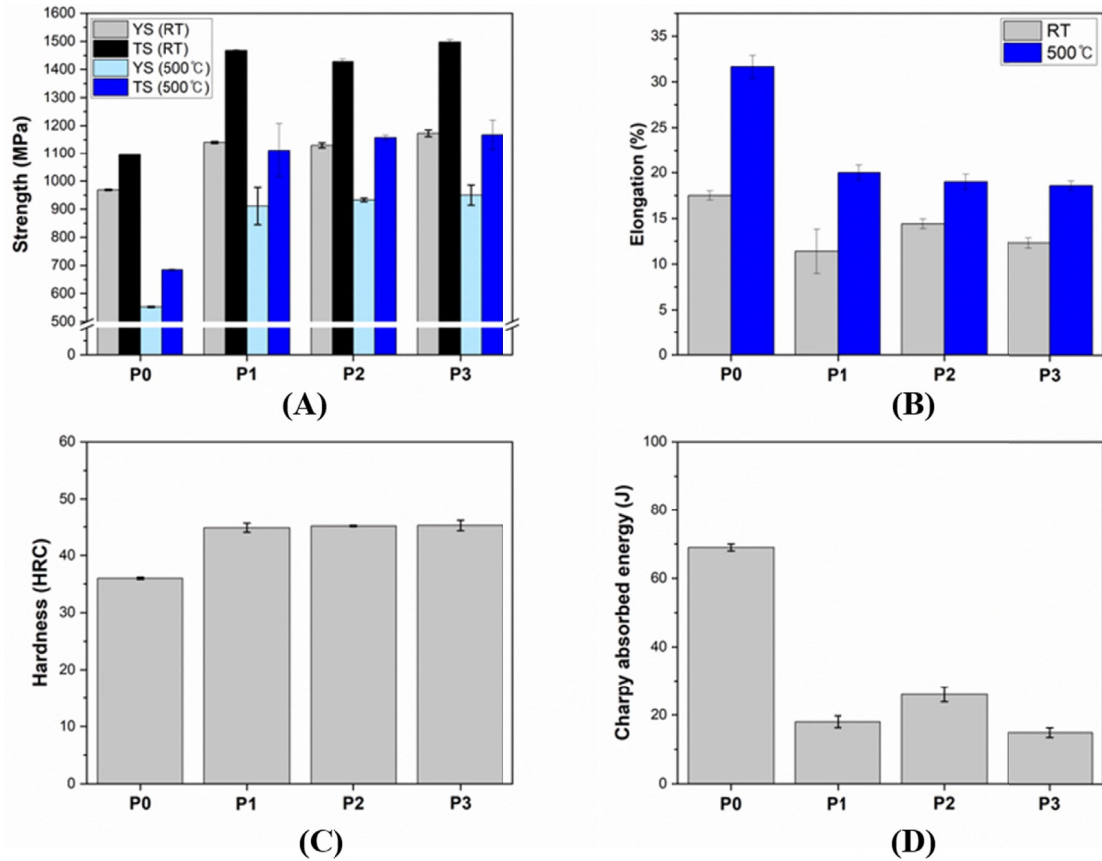 1600
1500
1400
1300
1200
1100
1000
900
800
700
600
500
0
Strength (MPa)
YS (RT)
TS (RT)
YS (500℃)
TS (500℃)
P0 P1 P2 P3
(A)
35
30
25
20
15
10
5
0
Elongation (%)
RT
500℃
P0 P1 P2 P3
(B)
60
50
40
30
20
10
0
Hardness (HRC)
P0 P1 P2 P3
(C)
100
80
60
40
20
0
Charpy absorbed energy (J)
P0 P1 P2 P3
(D)